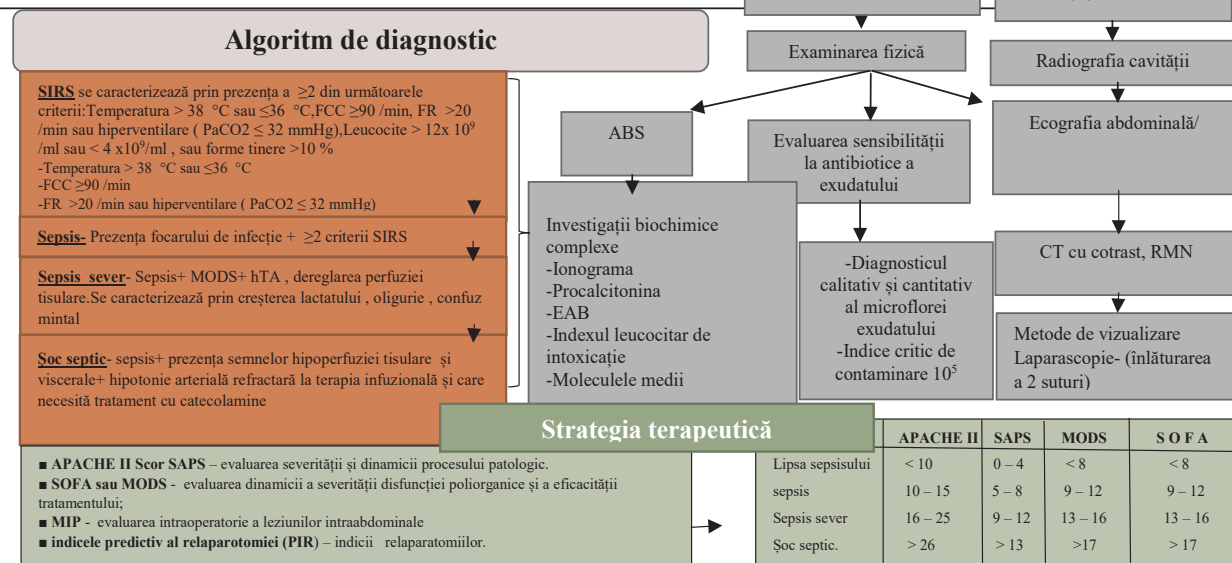 Algoritm de diagnostic
SIRS se caracterizează prin prezența a ≥2 din următoarele
criterii:Temperatura > 38 °C sau ≤36 °C,FCC ≥90 /min, FR >20
/min sau hiperventilare ( PaCO2 ≤ 32 mmHg),Leucocite > 12x 10⁹
/ml sau < 4 x10⁹/ml , sau forme tinere >10 %
-Temperatura > 38 °C sau ≤36 °C
-FCC ≥90 /min
-FR >20 /min sau hiperventilare ( PaCO2 ≤ 32 mmHg)
Sepsis- Prezența focarului de infecție + ≥2 criterii SIRS
Sepsis sever- Sepsis+ MODS+ hTA , dereglarea perfuziei
tisulare.Se caracterizează prin creșterea lactatului , oligurie , confuz
mintal
Șoc septic- sepsis+ prezența semnelor hipoperfuziei tisulare și
viscerale+ hipotonie arterială refractară la terapia infuzională și care
necesită tratament cu catecolamine
Examinarea fizică
ABS
Investigații biochimice
complexe
-Ionograma
-Procalcitonina
-EAB
-Indexul leucocitar de
intoxicație
-Moleculele medii
Evaluarea sensibilității
la antibiotice a
exudatului
-Diagnosticul
calitativ și cantitativ
al microflorei
exudatului
-Indice critic de
contaminare 10⁵
Radiografia cavității
Ecografia abdominală/
CT cu cotrast, RMN
Metode de vizualizare
Laparascopie- (înlăturarea
a 2 suturi)
Strategia terapeutică
■ APACHE II Scor SAPS – evaluarea severității și dinamicii procesului patologic.
■ SOFA sau MODS - evaluarea dinamicii a severității disfuncției poliorganice și a eficacității
tratamentului;
■ MIP - evaluarea intraoperatorie a leziunilor intraabdominale
■ indicele predictiv al relaparotomiei (PIR) – indicii relaparatomiilor.
APACHE II SAPS MODS S O F A
Lipsa sepsisului < 10 0 – 4 < 8 < 8
sepsis 10 – 15 5 – 8 9 – 12 9 – 12
Sepsis sever 16 – 25 9 – 12 13 – 16 13 – 16
Șoc septic. > 26 > 13 >17 > 17